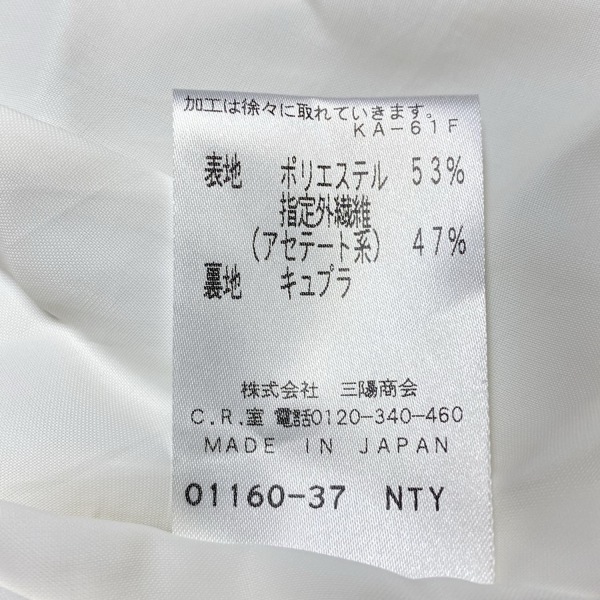 加工は徐々に取れていきます。
KA-61F
表地 ポリエステル 53%
指定外繊維
(アセテート系) 47%
裏地 キュプラ
株式会社 三陽商会
C.R.室 電話0120-340-460
MADE IN JAPAN
01160-37 NTY